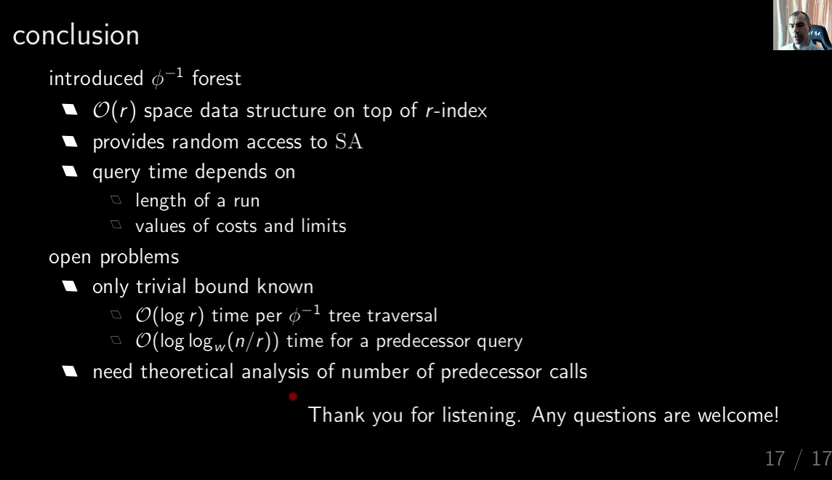 conclusion
introduced ϕ⁻¹ forest
O(r) space data structure on top of r-index
provides random access to SA
query time depends on
length of a run
values of costs and limits
open problems
only trivial bound known
O(log r) time per ϕ⁻¹ tree traversal
O(log log_w(n/r)) time for a predecessor query
need theoretical analysis of number of predecessor calls
Thank you for listening. Any questions are welcome!
17 / 17